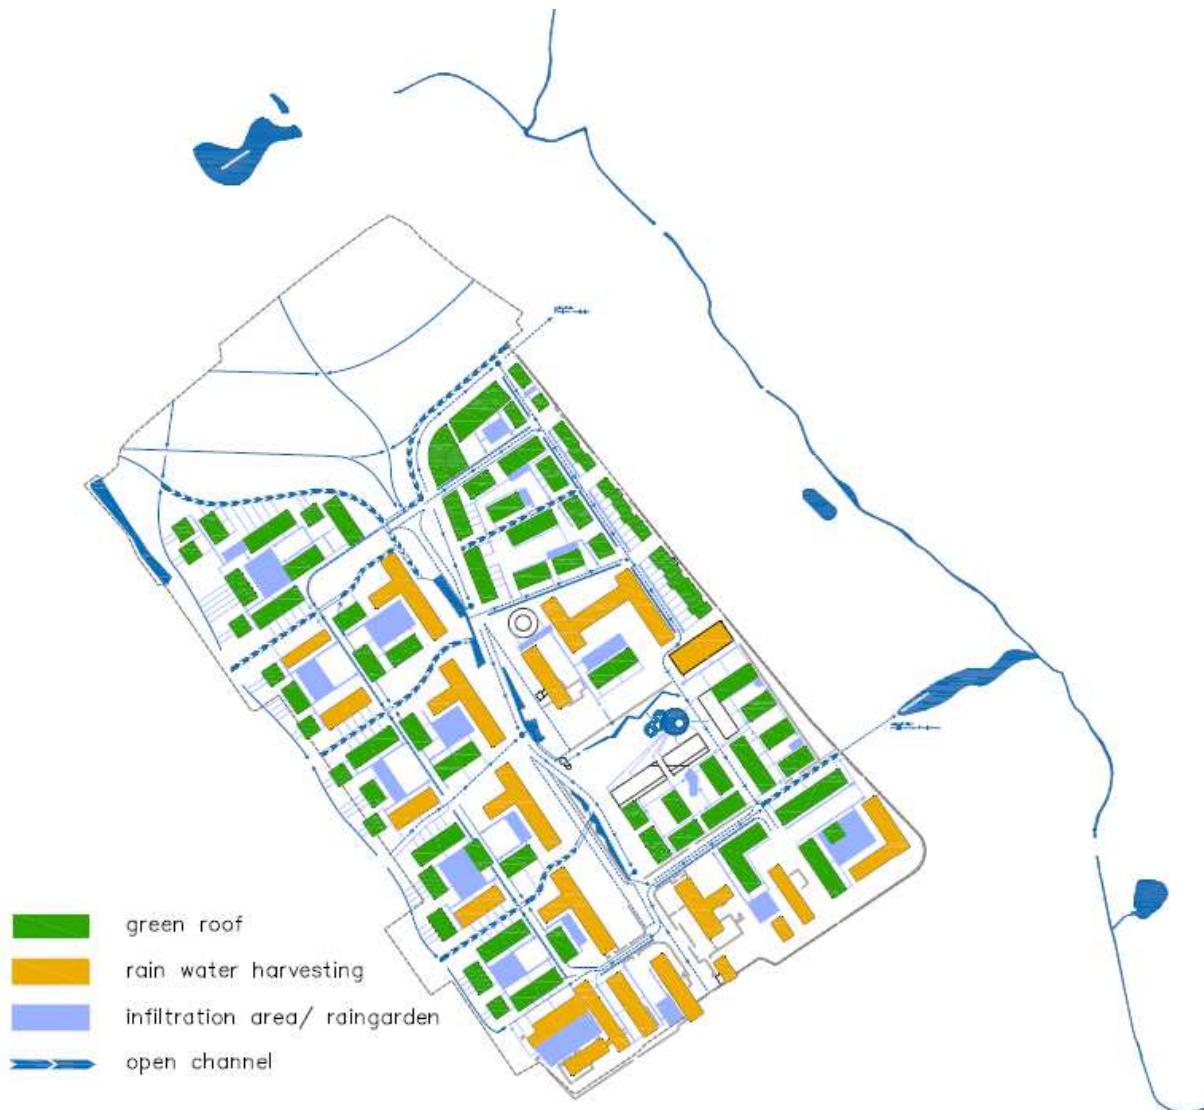 green roof
rain water harvesting
infiltration area/ raingarden
open channel